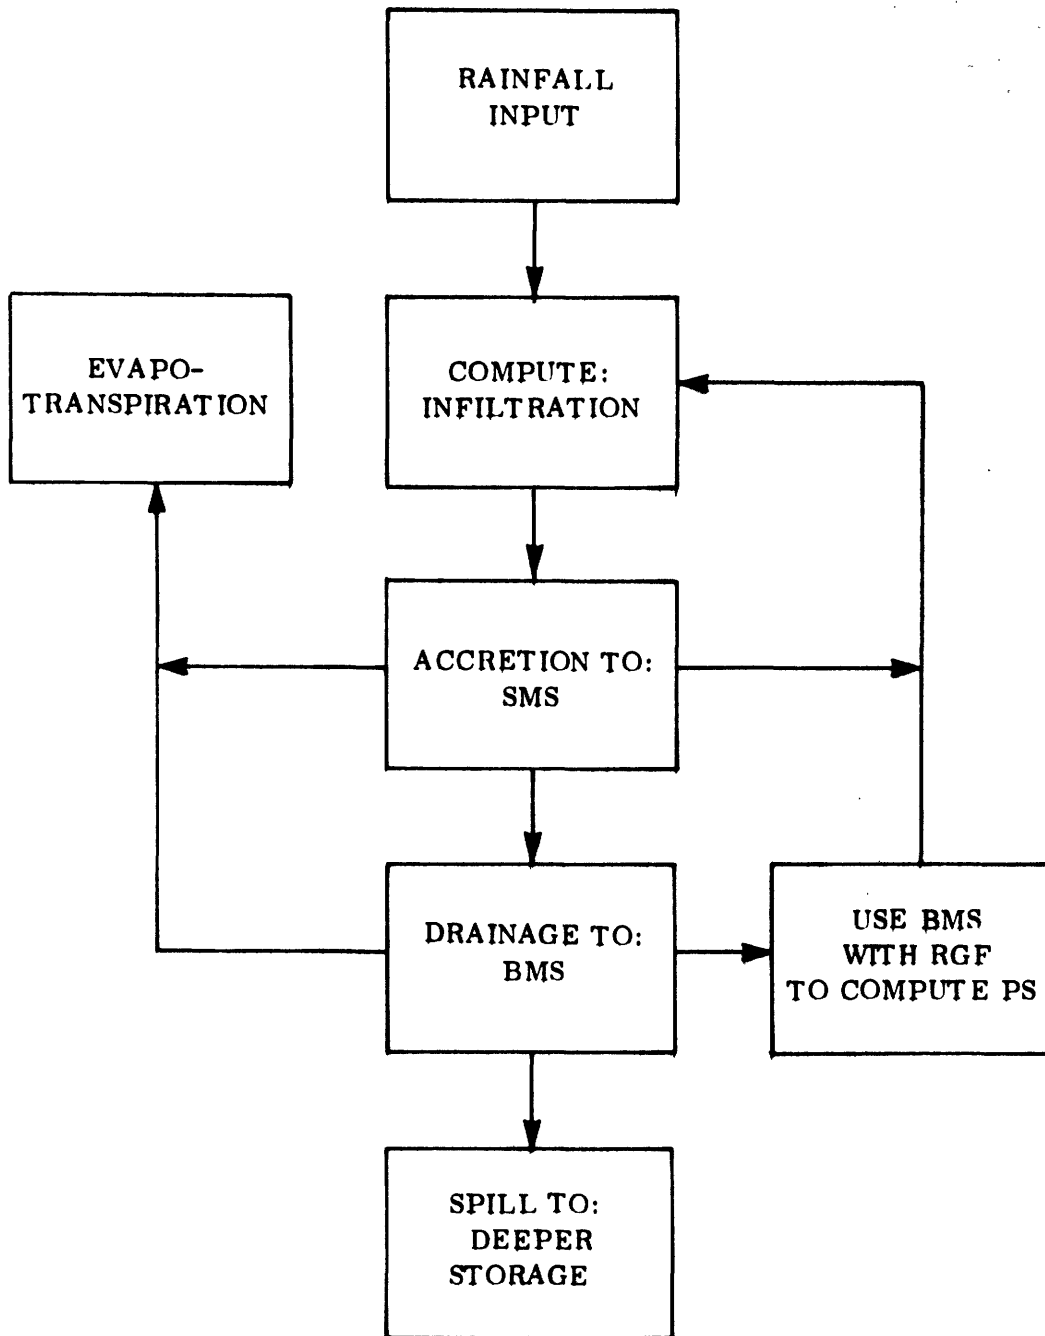 RAINFALL
INPUT
EVAPO-
TRANSPIRATION
COMPUTE:
INFILTRATION
ACCRETION TO:
SMS
DRAINAGE TO:
BMS
USE BMS
WITH RGF
TO COMPUTE PS
SPILL TO:
DEEPER
STORAGE